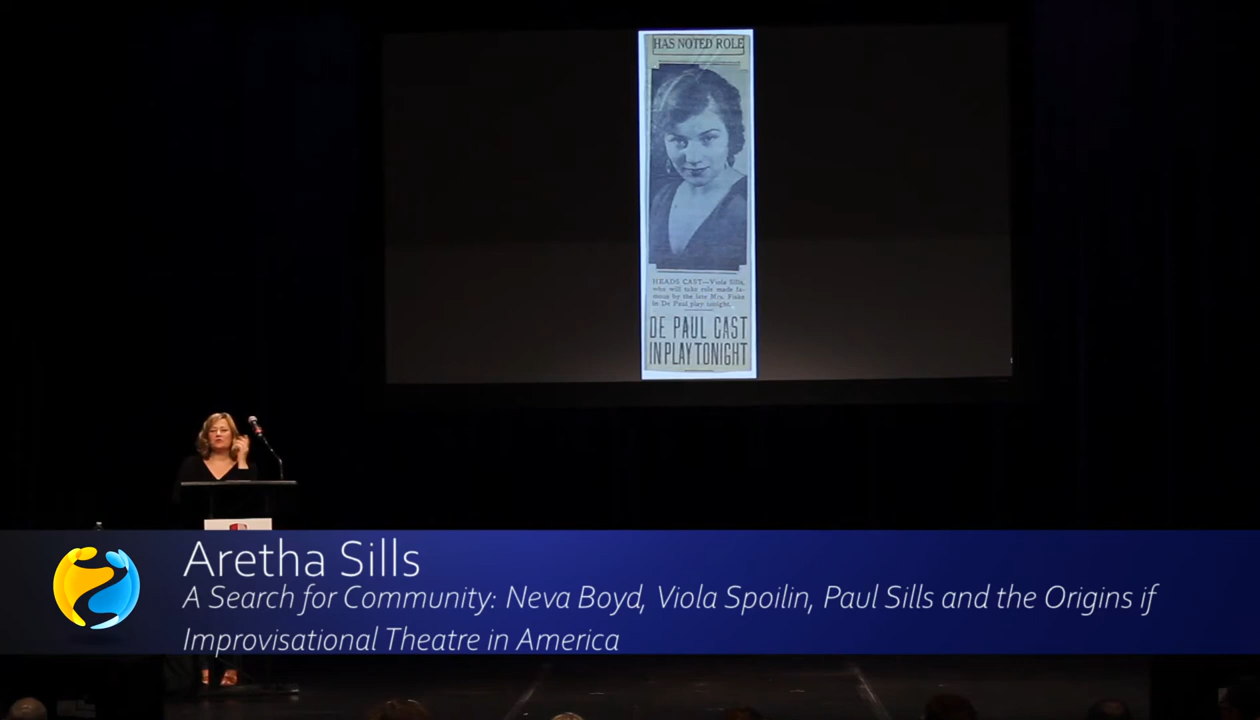 HAS NOTED ROLE
HEADS CAST—Viola Sills,
who will take role made fa-
mous by the late Mrs. Fiske
in De Paul play tonight.
DE PAUL CAST
IN PLAY TONIGHT
Aretha Sills
A Search for Community: Neva Boyd, Viola Spoilin, Paul Sills and the Origins if
Improvisational Theatre in America